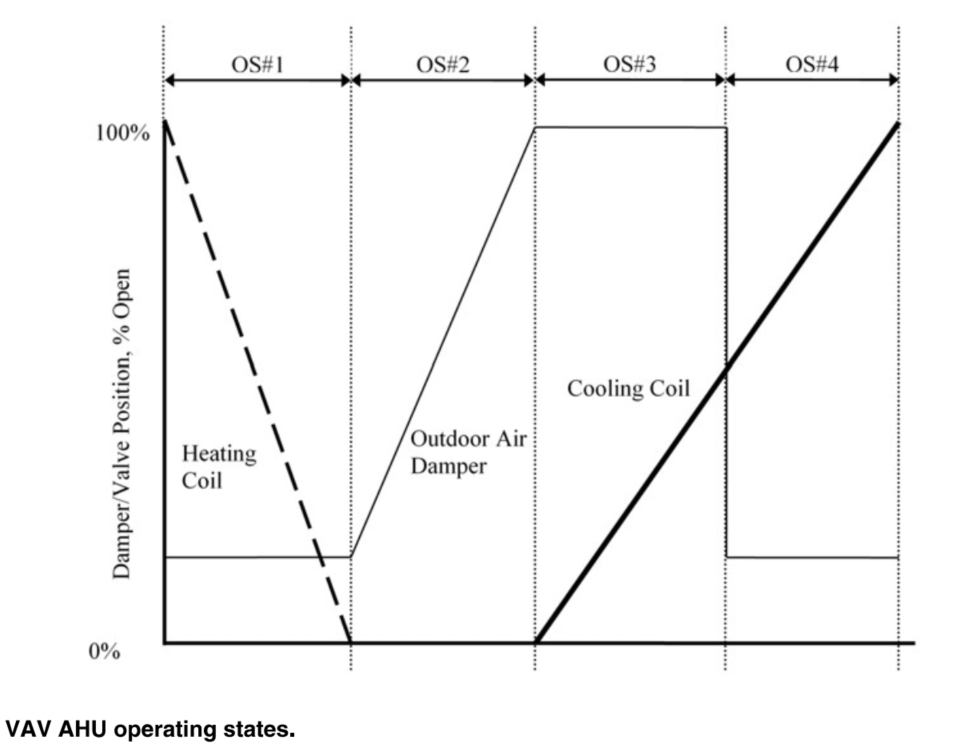 OS#1 OS#2 OS#3 OS#4
100%
Damper/Valve Position, % Open
Heating
Coil
Outdoor Air
Damper
Cooling Coil
0%
VAV AHU operating states.